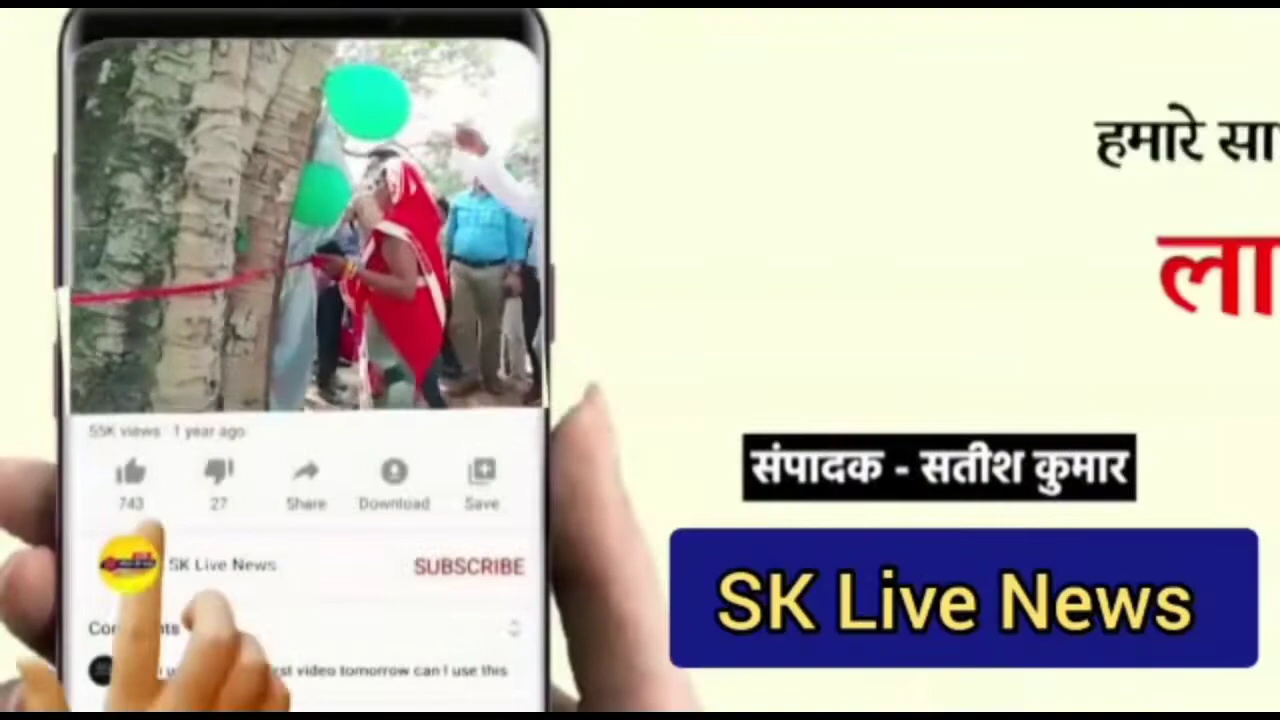 हमारे सा
ला
55K views 1 year ago
743
27
Share
Download
Save
संपादक - सतीश कुमार
SK Live News
SUBSCRIBE
SK Live News
rst video tomorrow can I use this